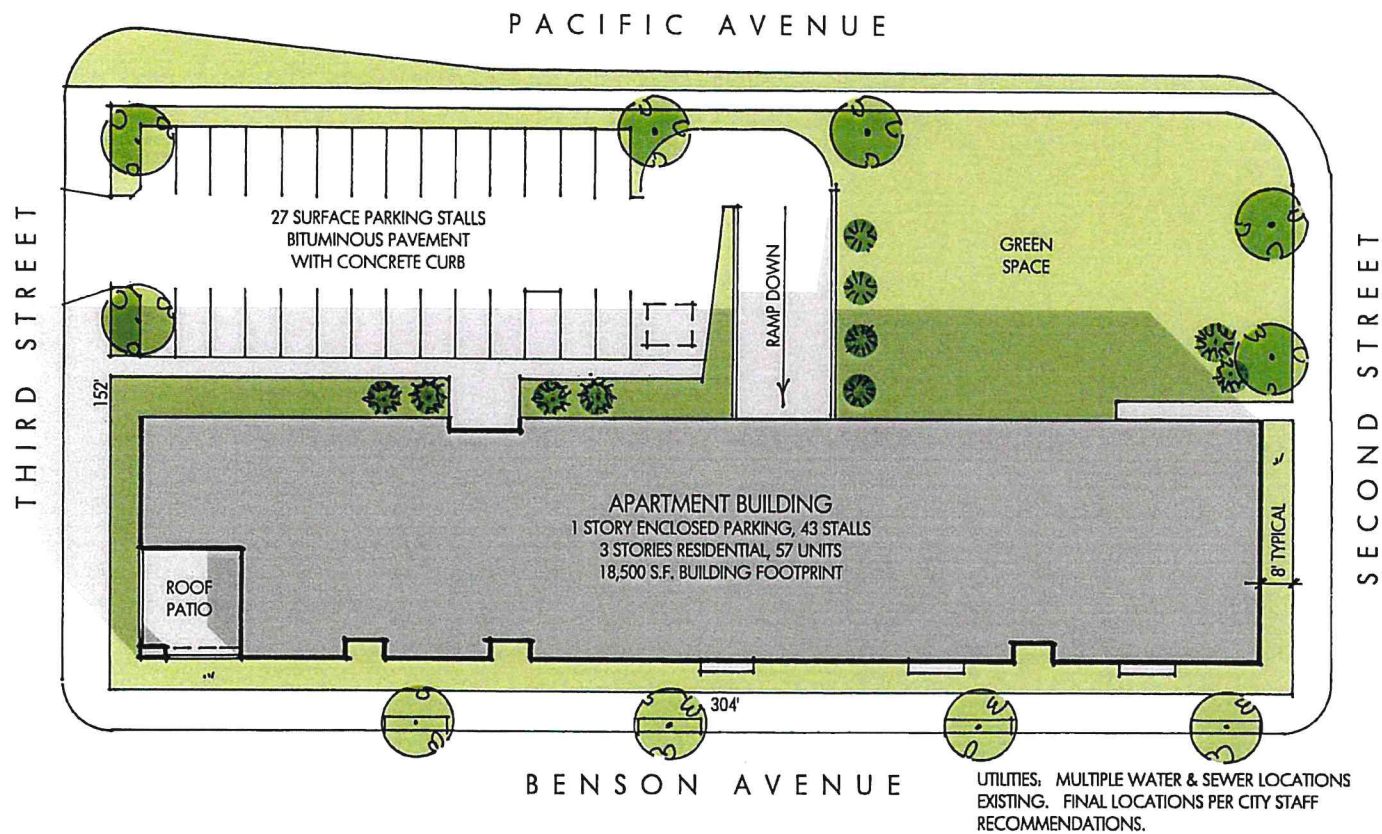 PACIFIC AVENUE
27 SURFACE PARKING STALLS
BITUMINOUS PAVEMENT
WITH CONCRETE CURB
RAMP DOWN
GREEN
SPACE
THIRD STREET
152'
SECOND STREET
APARTMENT BUILDING
1 STORY ENCLOSED PARKING, 43 STALLS
3 STORIES RESIDENTIAL, 57 UNITS
18,500 S.F. BUILDING FOOTPRINT
8' TYPICAL
ROOF
PATIO
304'
BENSON AVENUE
UTILITIES: MULTIPLE WATER & SEWER LOCATIONS
EXISTING. FINAL LOCATIONS PER CITY STAFF
RECOMMENDATIONS.